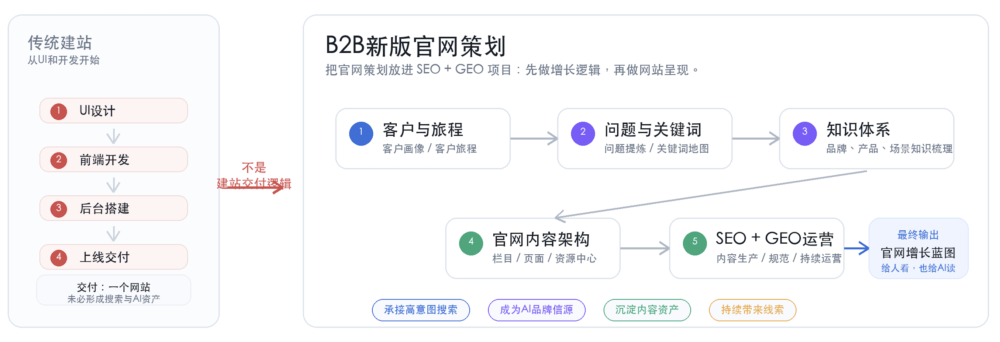 传统建站
从UI和开发开始
1 UI设计
2 前端开发
3 后台搭建
4 上线交付
交付：一个网站
未必形成搜索与AI资产
不是
建站交付逻辑
B2B新版官网策划
把官网策划放进 SEO + GEO 项目：先做增长逻辑，再做网站呈现。
1 客户与旅程
客户画像 / 客户旅程
2 问题与关键词
问题提炼 / 关键词地图
3 知识体系
品牌、产品、场景知识梳理
4 官网内容架构
栏目 / 页面 / 资源中心
5 SEO + GEO运营
内容生产 / 规范 / 持续运营
最终输出
官网增长蓝图
给人看，也给AI读
承接高意图搜索
成为AI品牌信源
沉淀内容资产
持续带来线索